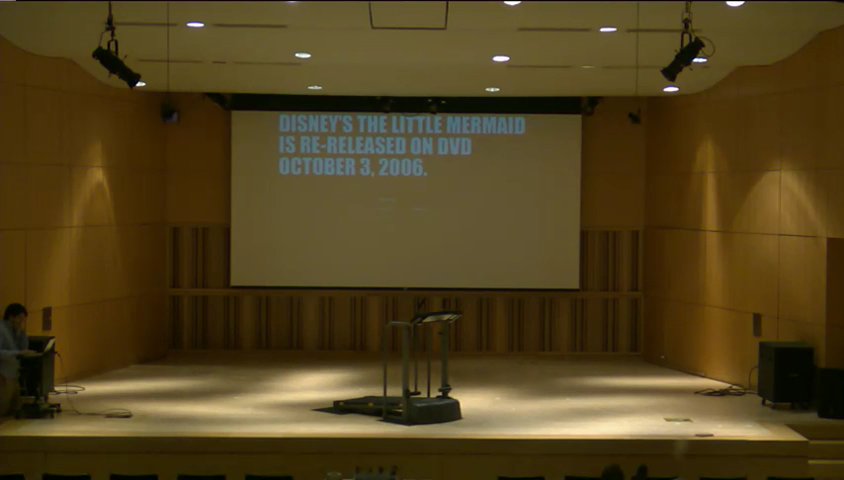 DISNEY'S THE LITTLE MERMAID
IS RE-RELEASED ON DVD
OCTOBER 3, 2006.